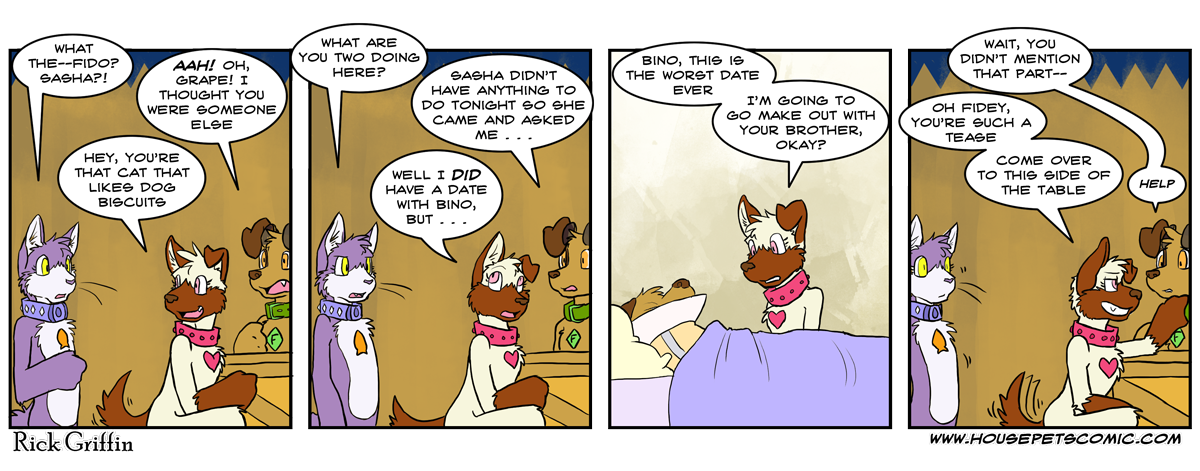 WHAT
THE--FIDO?
SASHA?!
AAH! OH,
GRAPE! I
THOUGHT YOU
WERE SOMEONE
ELSE
HEY, YOU'RE
THAT CAT THAT
LIKES DOG
BISCUITS
F
WHAT ARE
YOU TWO DOING
HERE?
SASHA DIDN'T
HAVE ANYTHING TO
DO TONIGHT SO SHE
CAME AND ASKED
ME . . .
WELL I DID
HAVE A DATE
WITH BINO,
BUT . . .
F
BINO, THIS IS
THE WORST DATE
EVER
I'M GOING TO
GO MAKE OUT WITH
YOUR BROTHER,
OKAY?
WAIT, YOU
DIDN'T MENTION
THAT PART--
OH FIDEY,
YOU'RE SUCH A
TEASE
COME OVER
TO THIS SIDE OF
THE TABLE
HELP
RICK GRIFFIN
WWW.HOUSEPETSCOMIC.COM